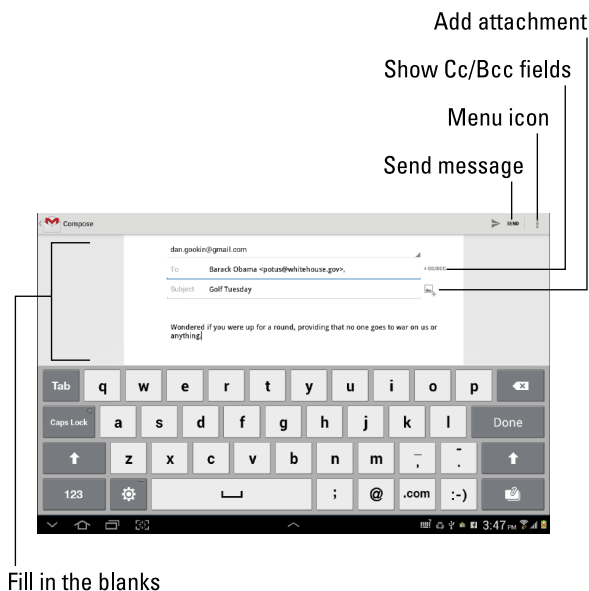 Add attachment
Show Cc/Bcc fields
Menu icon
Send message
Compose
SEND
dan.gookin@gmail.com
To Barack Obama <potus@whitehouse.gov>,
+ CC/BCC
Subject Golf Tuesday
Wondered if you were up for a round, providing that no one goes to war on us or
anything.
Tab q w e r t y u i o p
Caps Lock a s d f g h j k l Done
z x c v b n m _ , - .
123 ; @ .com :-)
3:47 PM
Fill in the blanks